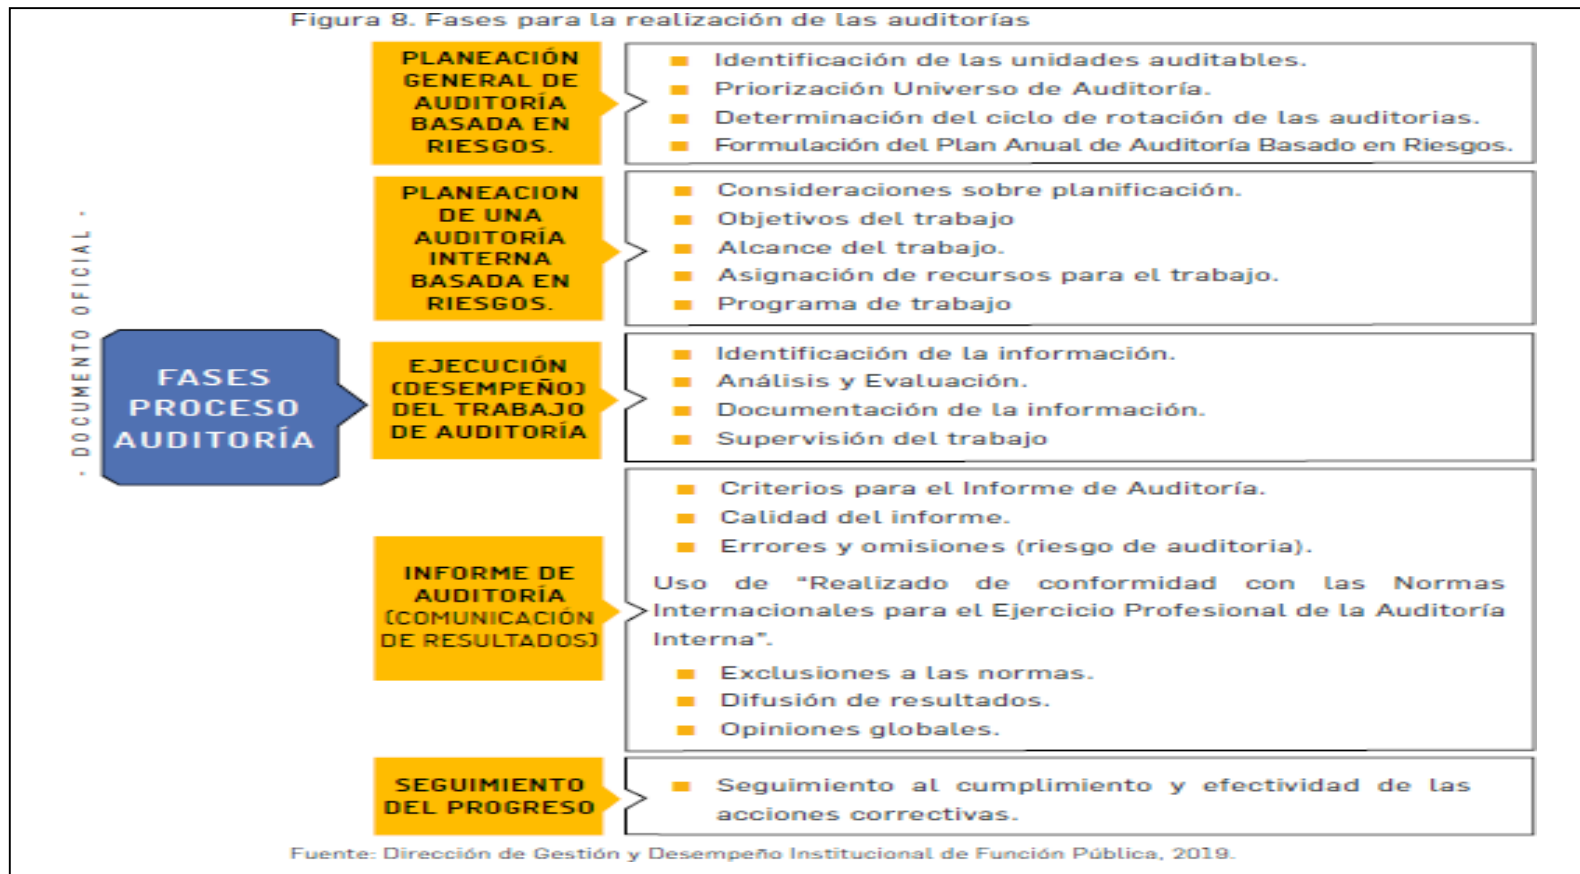 Figura 8. Fases para la realización de las auditorías
- DOCUMENTO OFICIAL -
FASES
PROCESO
AUDITORÍA
PLANEACIÓN
GENERAL DE
AUDITORÍA
BASADA EN
RIESGOS.
Identificación de las unidades auditables.
Priorización Universo de Auditoría.
Determinación del ciclo de rotación de las auditorias.
Formulación del Plan Anual de Auditoría Basado en Riesgos.
PLANEACION
DE UNA
AUDITORÍA
INTERNA
BASADA EN
RIESGOS.
Consideraciones sobre planificación.
Objetivos del trabajo
Alcance del trabajo.
Asignación de recursos para el trabajo.
Programa de trabajo
EJECUCIÓN
(DESEMPEÑO)
DEL TRABAJO
DE AUDITORÍA
Identificación de la información.
Análisis y Evaluación.
Documentación de la información.
Supervisión del trabajo
INFORME DE
AUDITORÍA
(COMUNICACIÓN
DE RESULTADOS)
Criterios para el Informe de Auditoría.
Calidad del informe.
Errores y omisiones (riesgo de auditoria).
Uso de “Realizado de conformidad con las Normas
Internacionales para el Ejercicio Profesional de la Auditoría
Interna”.
Exclusiones a las normas.
Difusión de resultados.
Opiniones globales.
SEGUIMIENTO
DEL PROGRESO
Seguimiento al cumplimiento y efectividad de las
acciones correctivas.
Fuente: Dirección de Gestión y Desempeño Institucional de Función Pública, 2019.